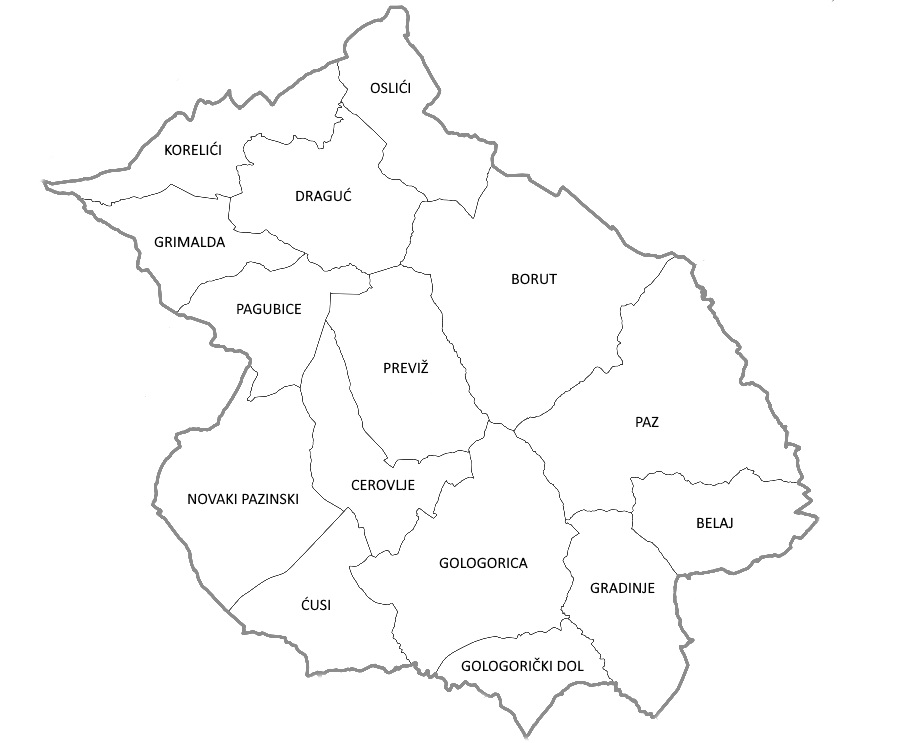 OSLIĆI
KORELIĆI
DRAGUĆ
GRIMALDA
BORUT
PAGUBICE
PREVIŽ
PAZ
CEROVLJE
NOVAKI PAZINSKI
BELAJ
GOLOGORICA
GRADINJE
ĆUSI
GOLOGORIČKI DOL